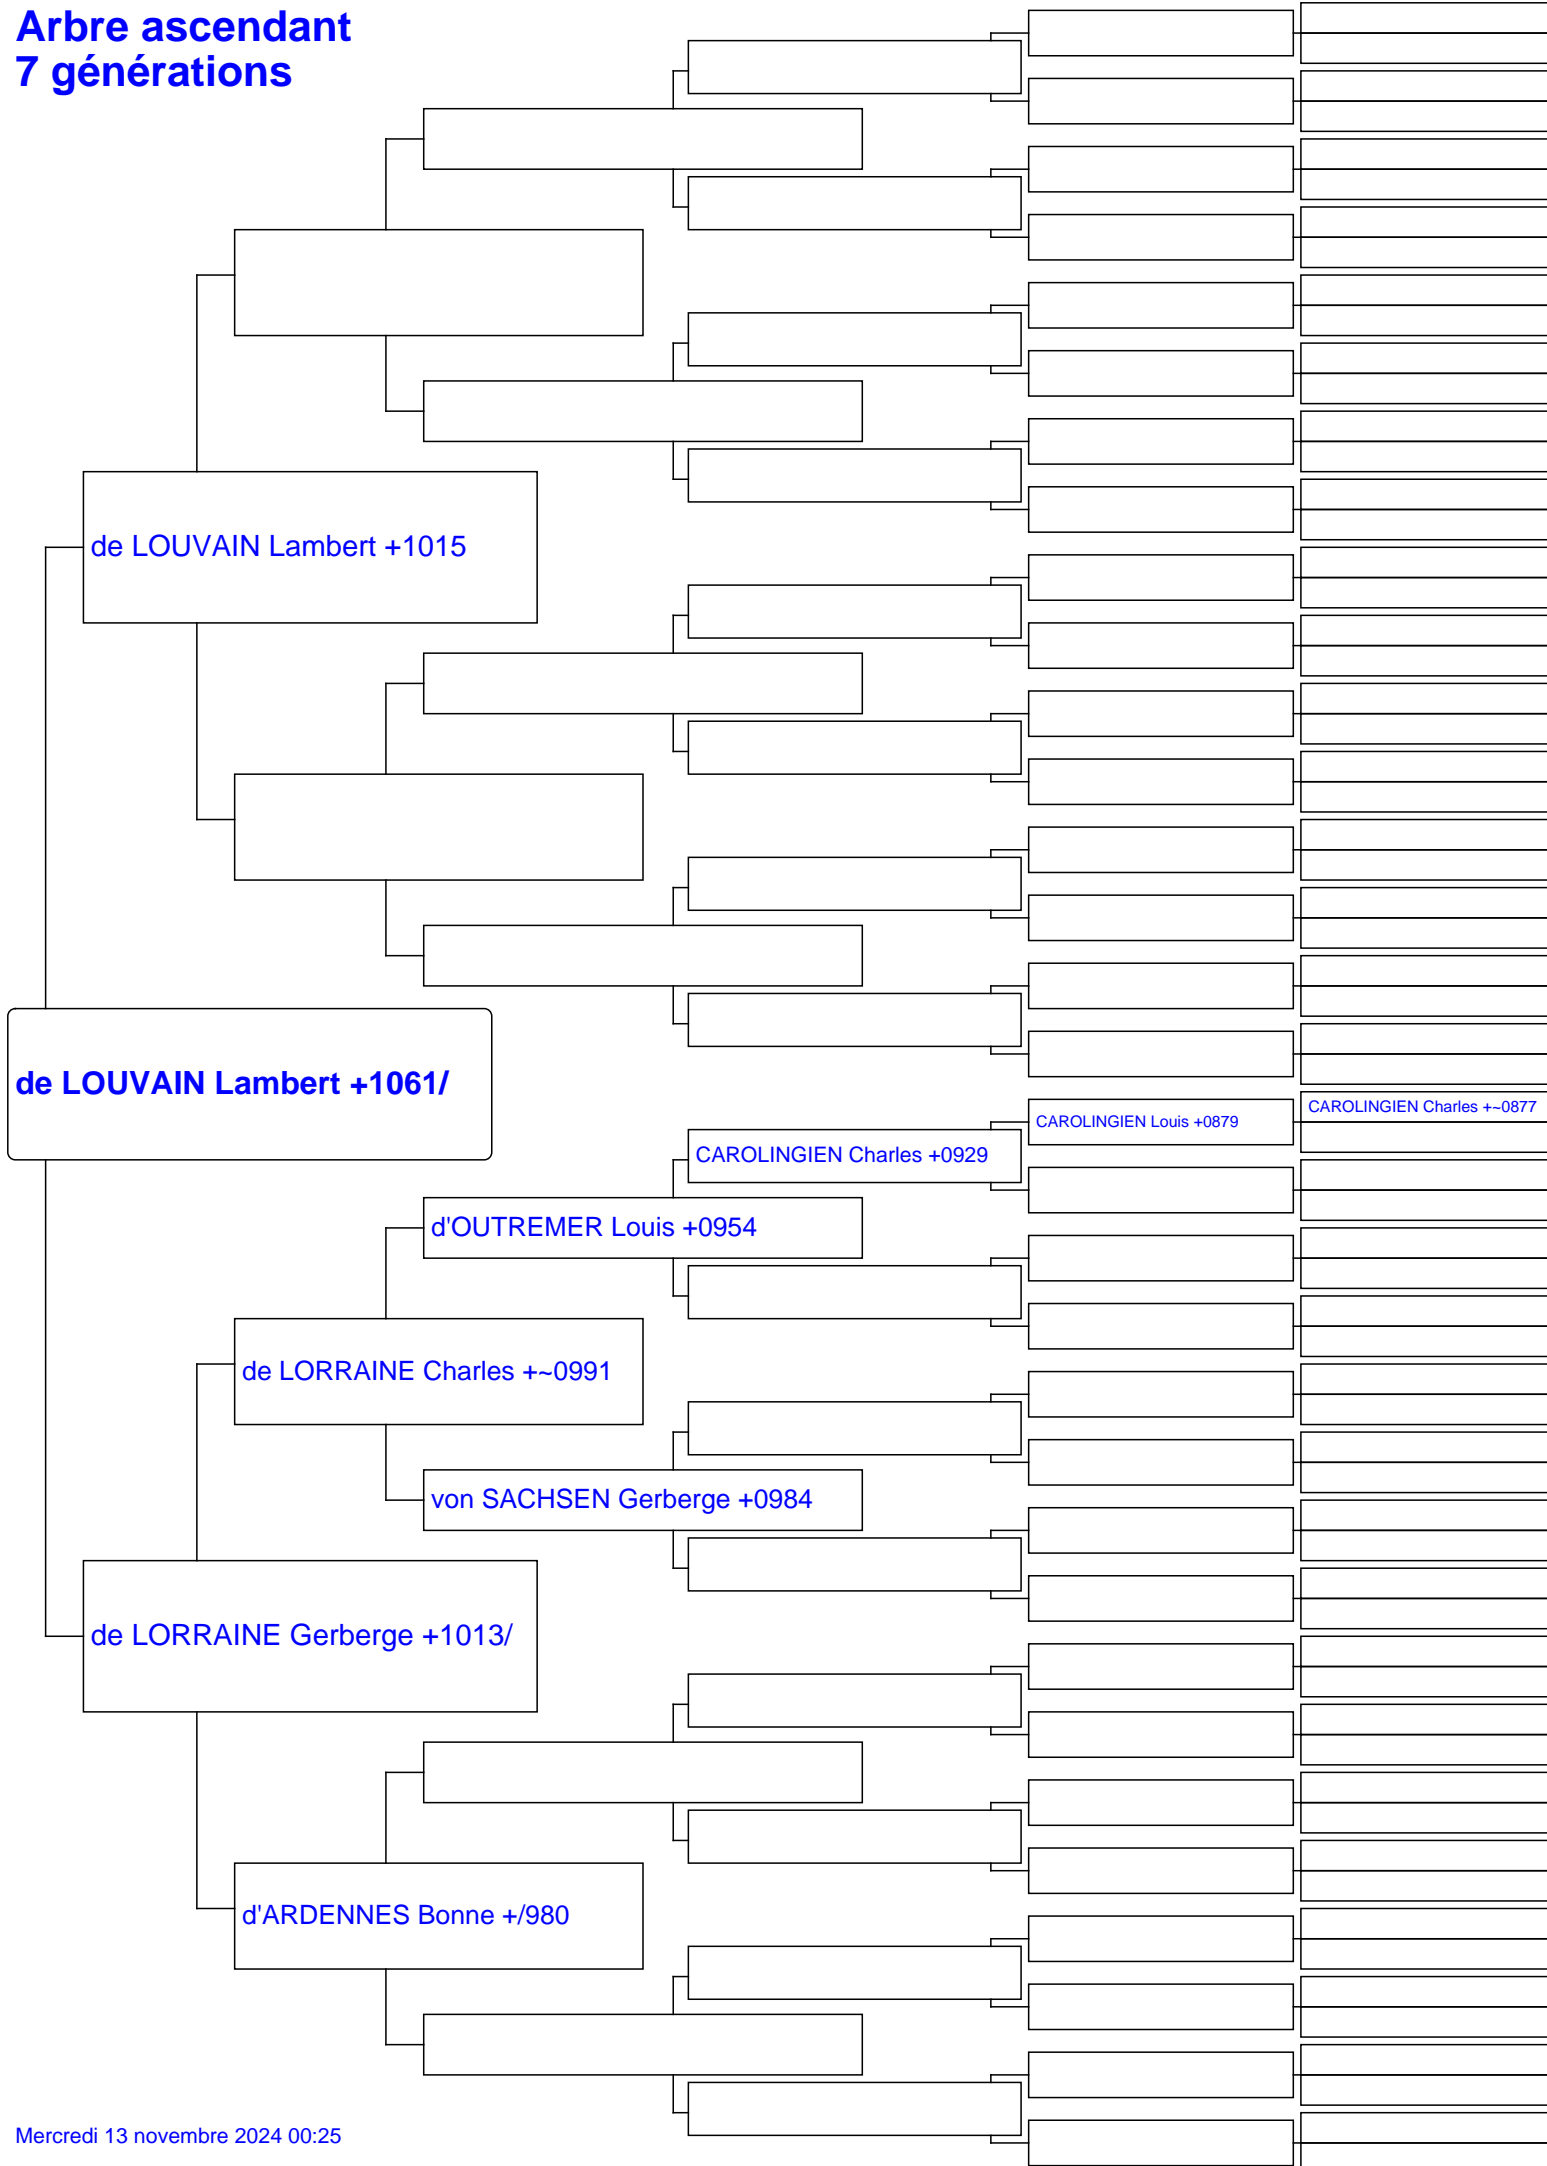 Arbre ascendant
7 générations
de LOUVAIN Lambert +1015
de LOUVAIN Lambert +1061/
CAROLINGIEN Charles +~0877
CAROLINGIEN Louis +0879
CAROLINGIEN Charles +0929
d'OUTREMER Louis +0954
de LORRAINE Charles +~0991
von SACHSEN Gerberge +0984
de LORRAINE Gerberge +1013/
d'ARDENNES Bonne +/980
Mercredi 13 novembre 2024 00:25